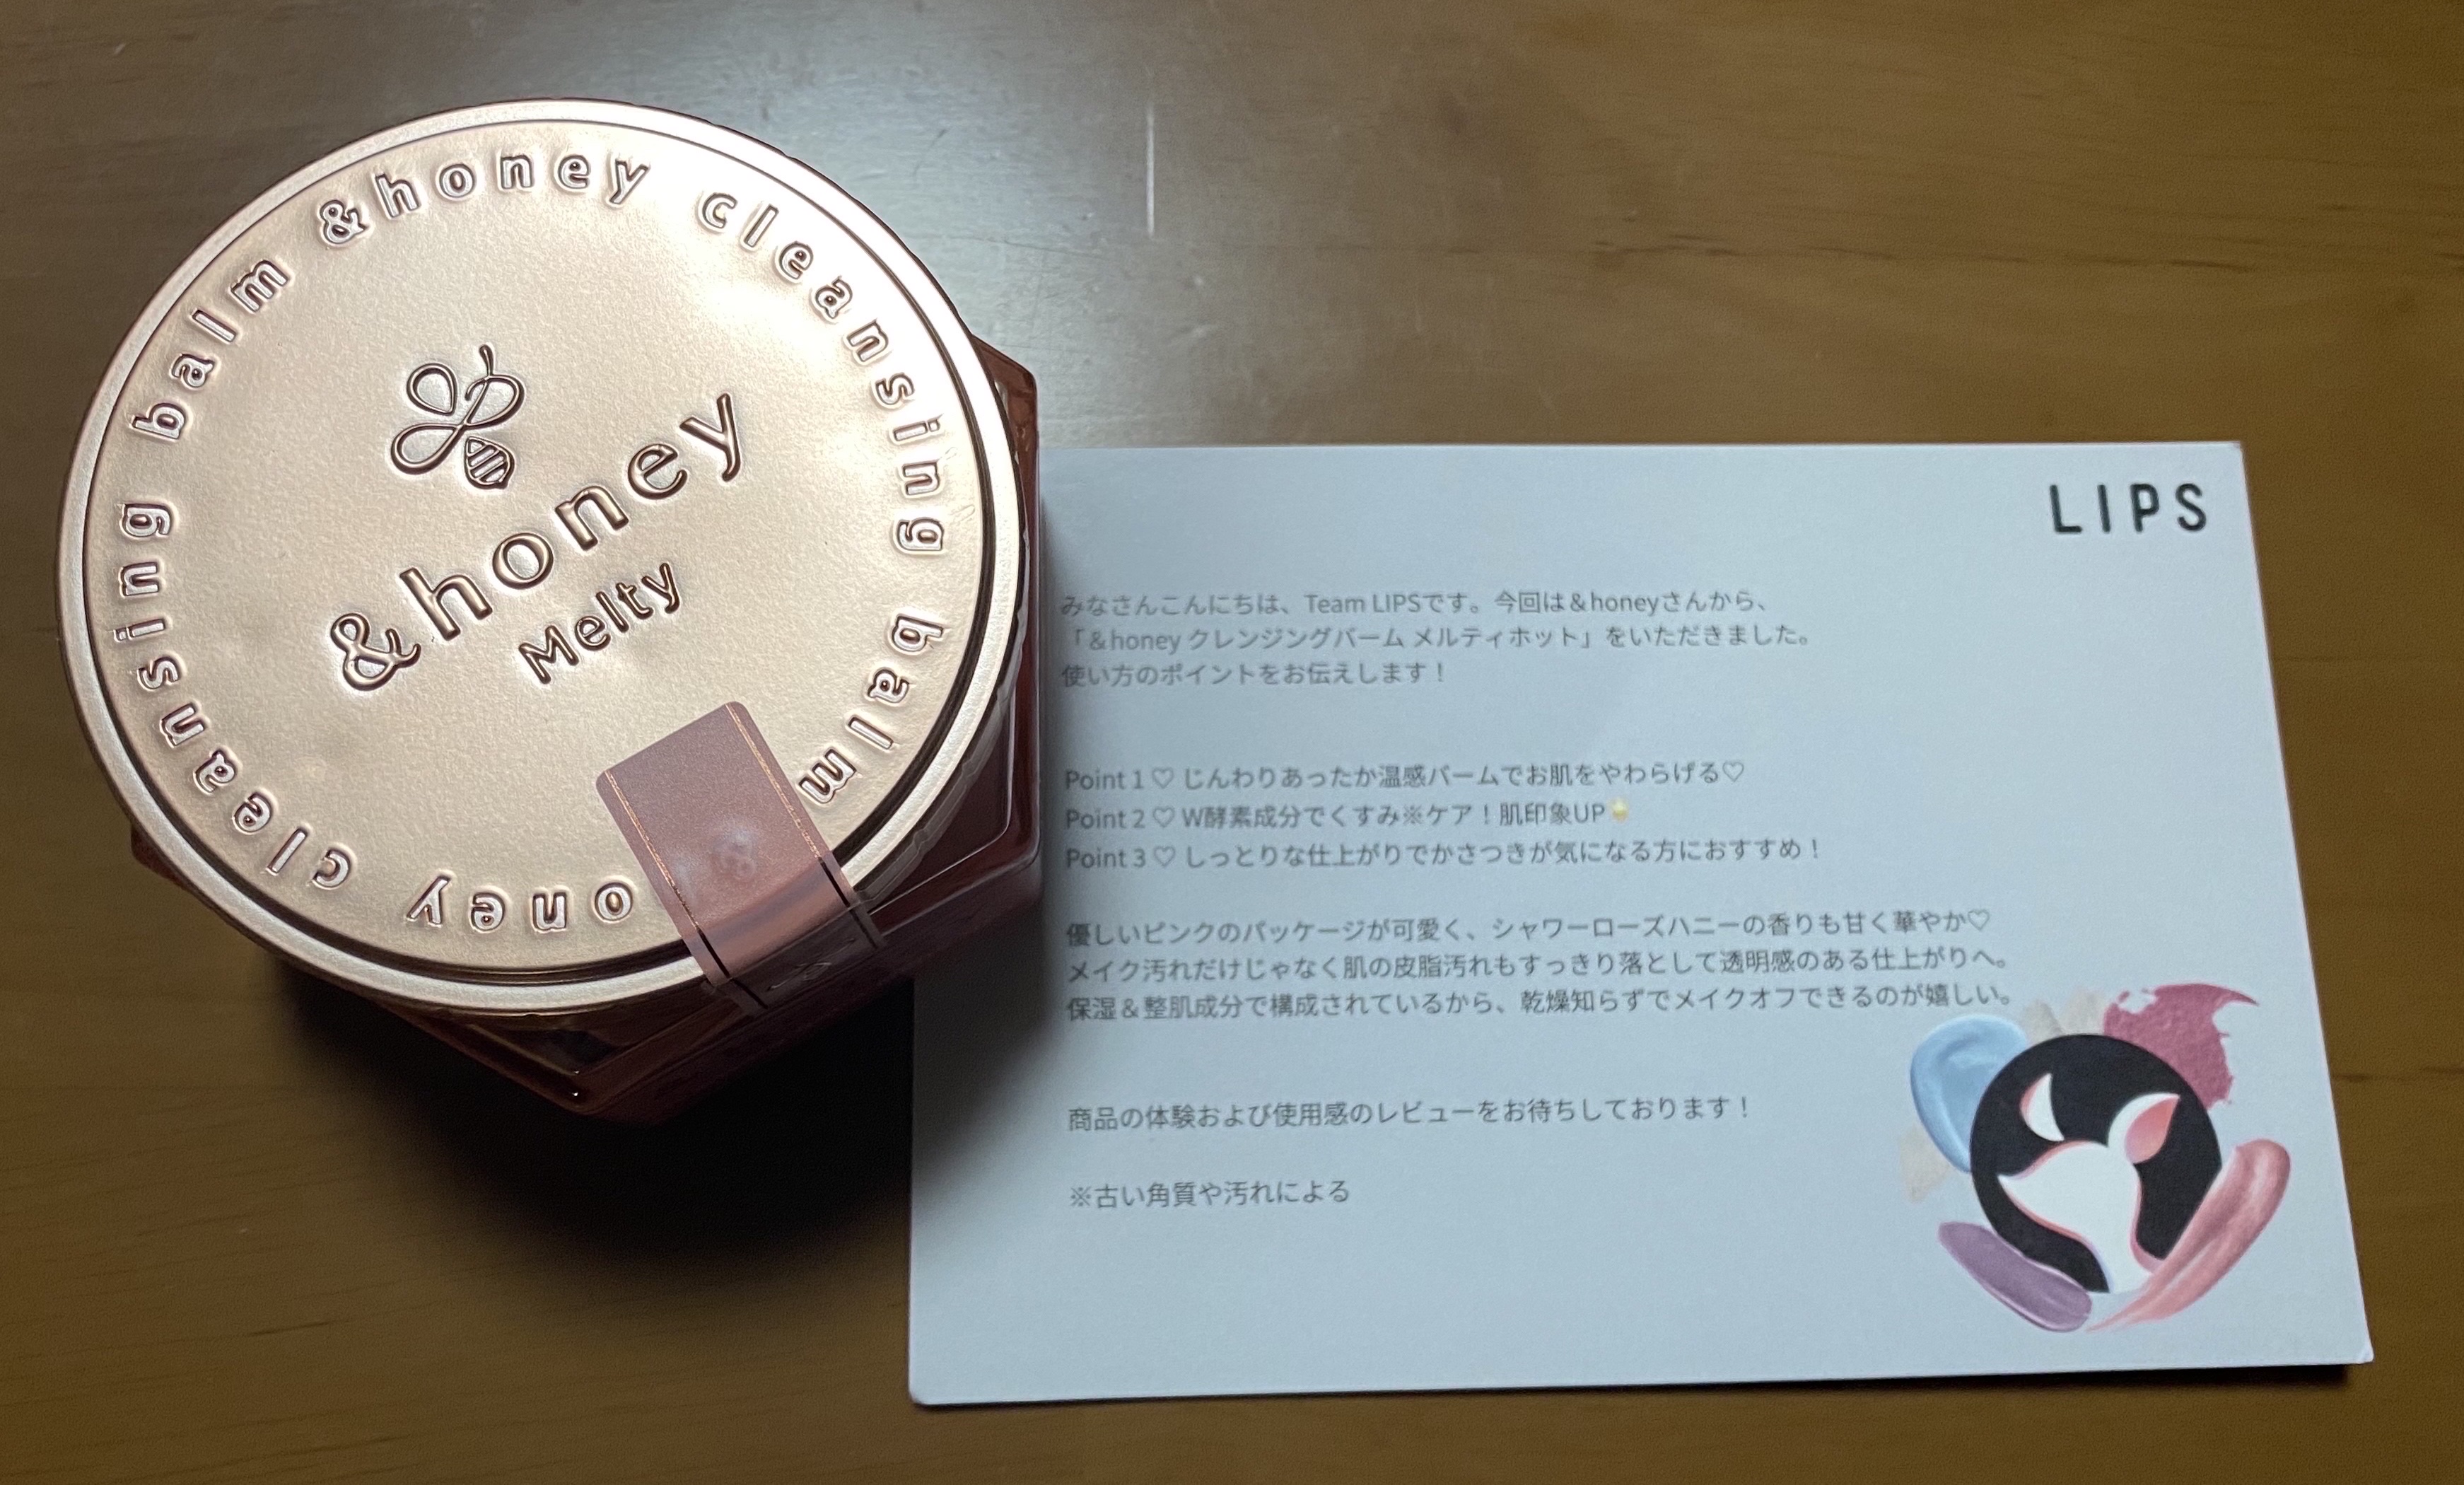 &honey cleansing balm
oney cleansing balm
&honey
Melty
LIPS
みなさんこんにちは、Team LIPSです。今回は＆honeyさんから、
「＆honey クレンジングバーム メルティホット」をいただきました。
使い方のポイントをお伝えします！
Point 1 ♡ じんわりあったか温感バームでお肌をやわらげる♡
Point 2 ♡ W酵素成分でくすみ※ケア！肌印象UP
Point 3 ♡ しっとりな仕上がりでかさつきが気になる方におすすめ！
優しいピンクのパッケージが可愛く、シャワーローズハニーの香りも甘く華やか♡
メイク汚れだけじゃなく肌の皮脂汚れもすっきり落として透明感のある仕上がりへ。
保湿＆整肌成分で構成されているから、乾燥知らずでメイクオフできるのが嬉しい。
商品の体験および使用感のレビューをお待ちしております！
※古い角質や汚れによる